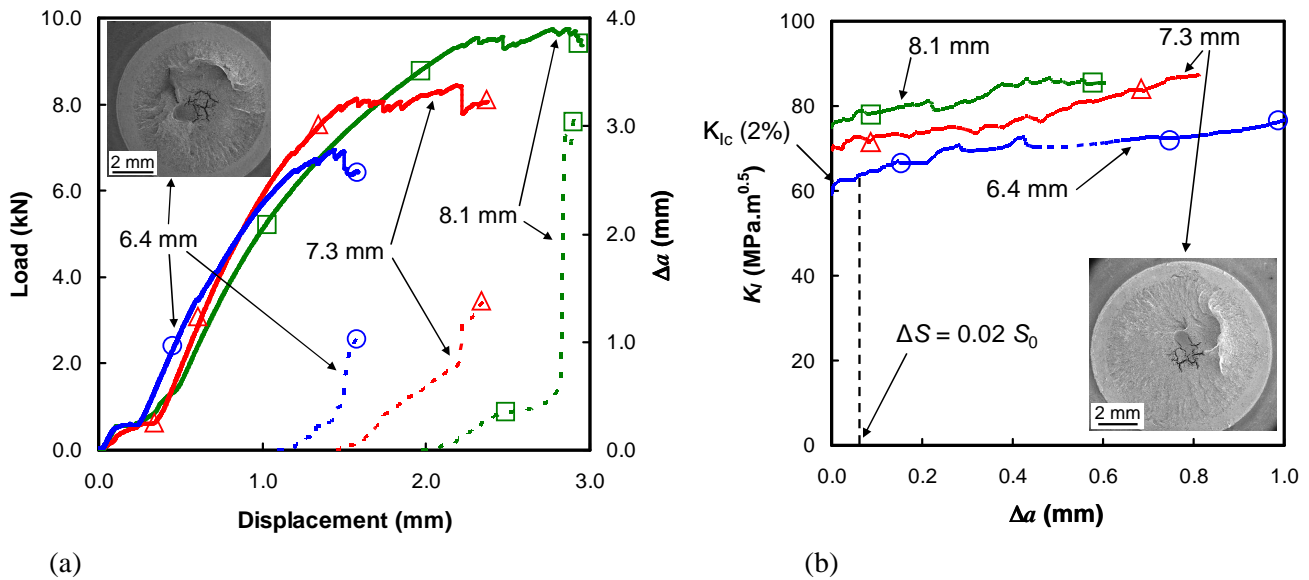 10.0
8.0
6.0
4.0
2.0
0.0
Load (kN)
4.0
3.0
2.0
1.0
0.0
Δa (mm)
0.0
1.0
2.0
3.0
Displacement (mm)
2 mm
6.4 mm
7.3 mm
8.1 mm
(a)
100
80
60
40
20
0
K_I (MPa.m^0.5)
0.0
0.2
0.4
0.6
0.8
1.0
Δa (mm)
8.1 mm
7.3 mm
K_Ic (2%)
6.4 mm
ΔS = 0.02 S_0
2 mm
(b)